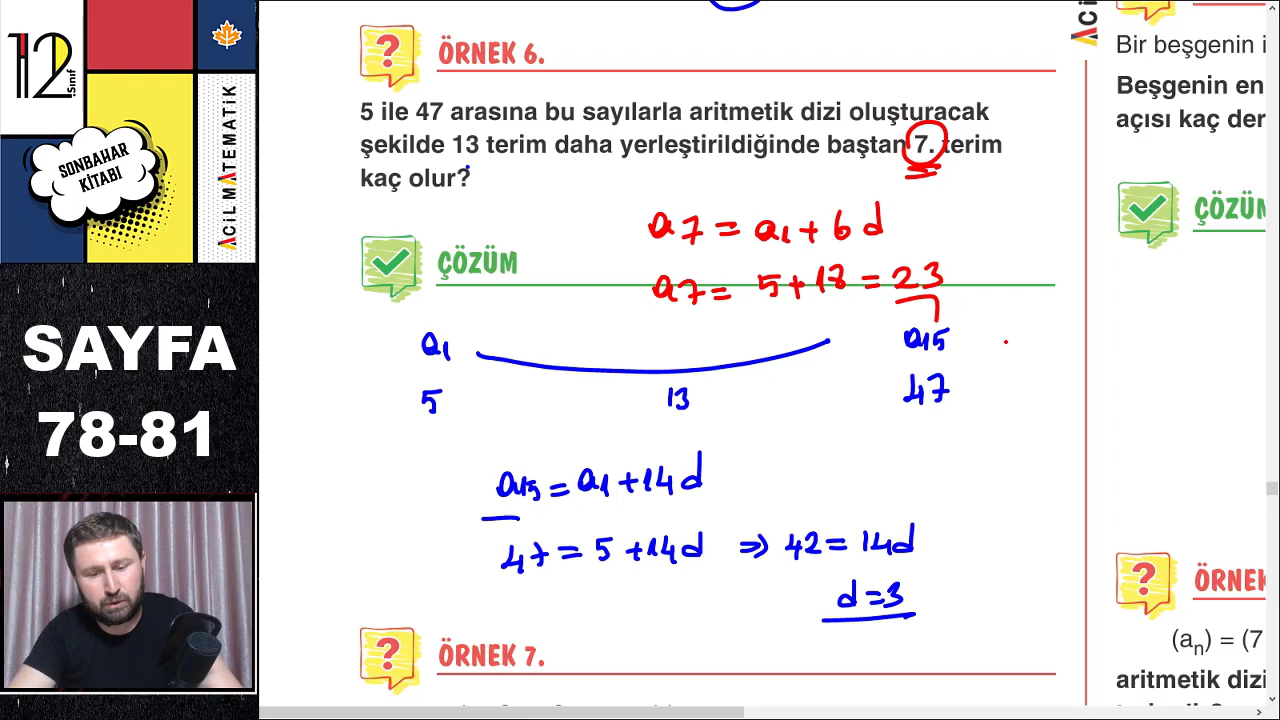 12
.Sınıf
SONBAHAR
KİTABI
ACİL MATEMATİK
SAYFA
78-81
ÖRNEK 6.
5 ile 47 arasına bu sayılarla aritmetik dizi oluşturacak
şekilde 13 terim daha yerleştirildiğinde baştan 7. terim
kaç olur?
a7 = a1 + 6d
ÇÖZÜM
a7 = 5 + 18 = 23
a1 a15
5 13 47
a15 = a1 + 14d
47 = 5 + 14d ⇒ 42 = 14d
d = 3
ÖRNEK 7.
Bir beşgenin i
Beşgenin en
açısı kaç der
ÇÖZÜM
ÖRNEK
(an) = (7
aritmetik dizi